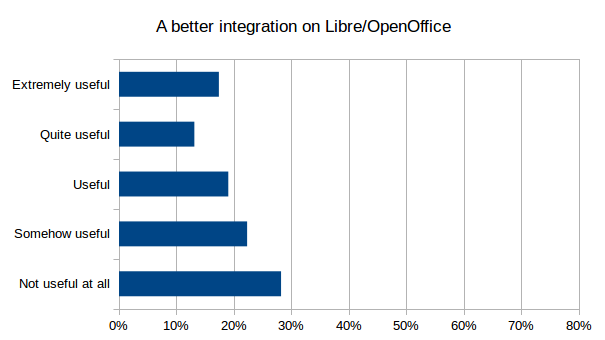 A better integration on Libre/OpenOffice
Extremely useful
Quite useful
Useful
Somehow useful
Not useful at all
0% 10% 20% 30% 40% 50% 60% 70% 80%